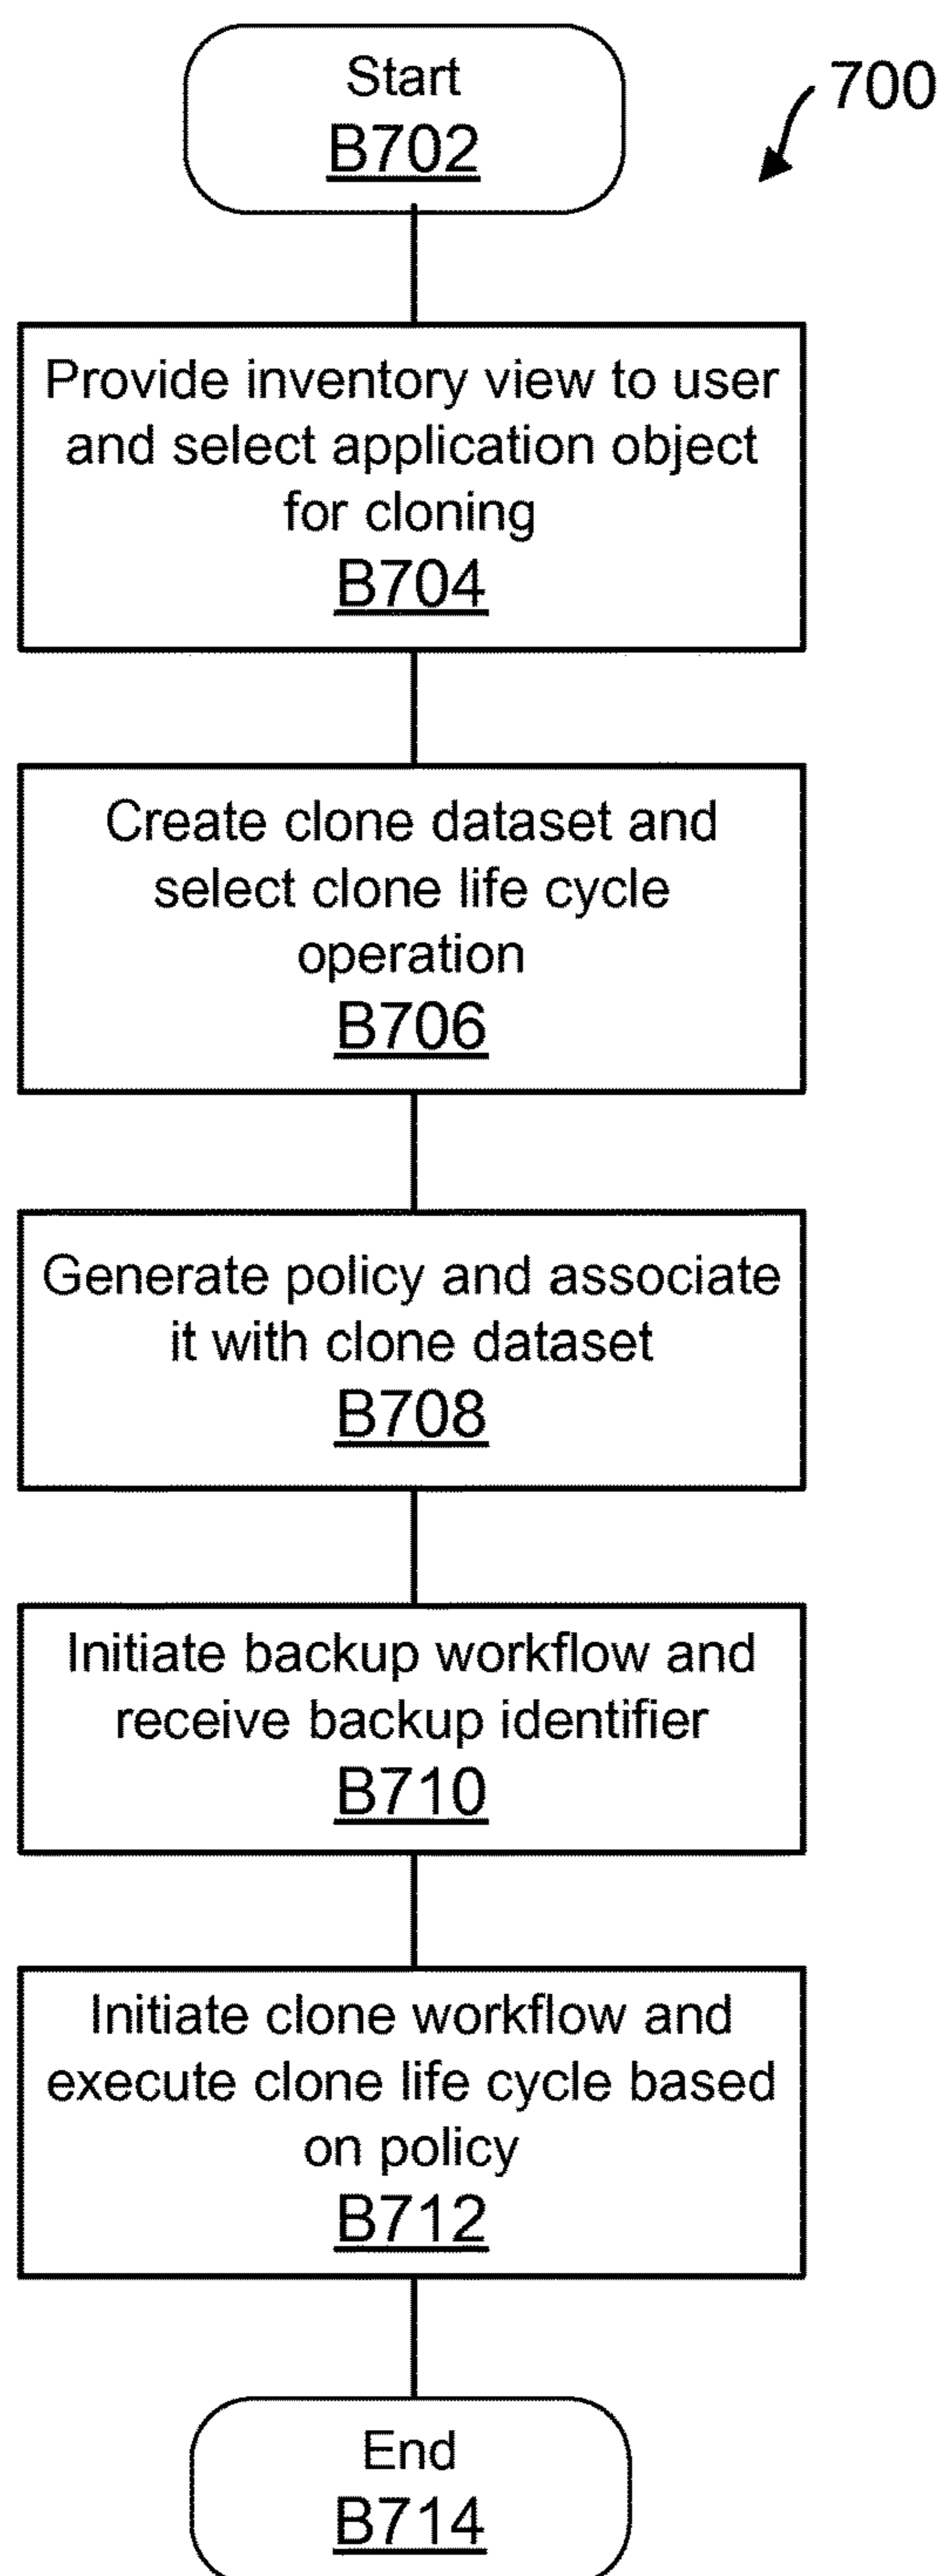 Start
B702
700
Provide inventory view to user
and select application object
for cloning
B704
Create clone dataset and
select clone life cycle
operation
B706
Generate policy and associate
it with clone dataset
B708
Initiate backup workflow and
receive backup identifier
B710
Initiate clone workflow and
execute clone life cycle based
on policy
B712
End
B714